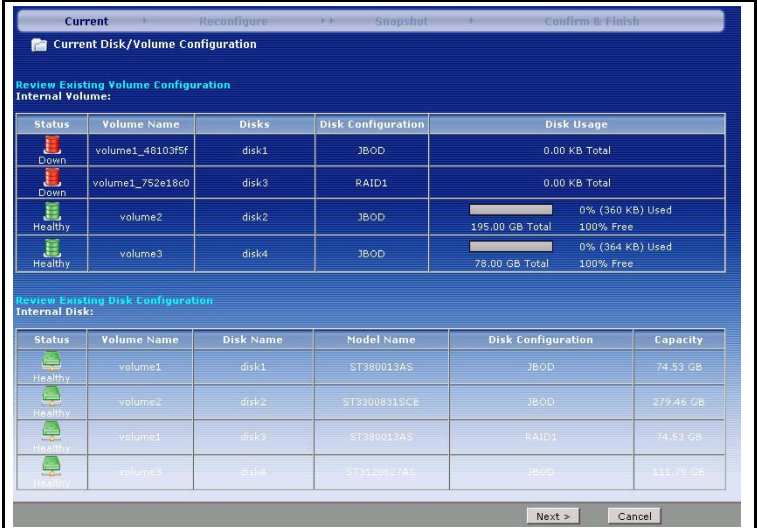 Current Reconfigure Snapshot Confirm & Finish
Current Disk/Volume Configuration
Review Existing Volume Configuration
Internal Volume:
Status Volume Name Disks Disk Configuration Disk Usage
Down volume1_48103f5f disk1 JBOD 0.00 KB Total
Down volume1_752e18c0 disk3 RAID1 0.00 KB Total
Healthy volume2 disk2 JBOD 195.00 GB Total 0% (360 KB) Used 100% Free
Healthy volume3 disk4 JBOD 78.00 GB Total 0% (364 KB) Used 100% Free
Review Existing Disk Configuration
Internal Disk:
Status Volume Name Disk Name Model Name Disk Configuration Capacity
Healthy volume1 disk1 ST380013AS JBOD 74.53 GB
Healthy volume2 disk2 ST3300831SCE JBOD 279.46 GB
Healthy volume1 disk3 ST380013AS RAID1 74.53 GB
Healthy volume3 disk4 ST3120827AS JBOD 111.79 GB
Next > Cancel